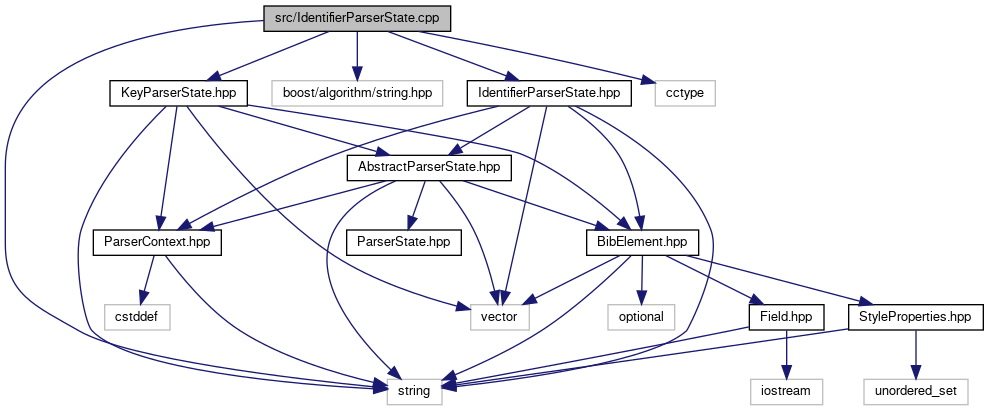 src/IdentifierParserState.cpp
KeyParserState.hpp
boost/algorithm/string.hpp
IdentifierParserState.hpp
cctype
AbstractParserState.hpp
ParserContext.hpp
ParserState.hpp
BibElement.hpp
cstddef
vector
optional
Field.hpp
StyleProperties.hpp
string
iostream
unordered_set